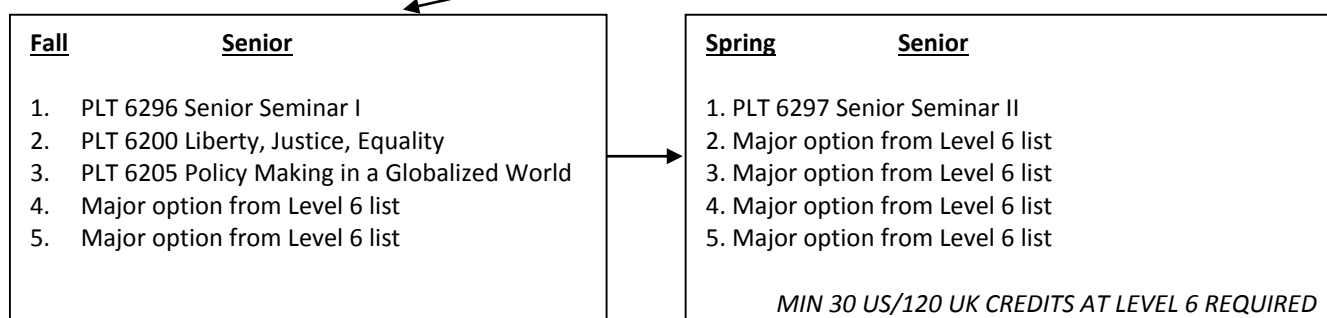 Fall Senior
1. PLT 6296 Senior Seminar I
2. PLT 6200 Liberty, Justice, Equality
3. PLT 6205 Policy Making in a Globalized World
4. Major option from Level 6 list
5. Major option from Level 6 list
Spring Senior
1. PLT 6297 Senior Seminar II
2. Major option from Level 6 list
3. Major option from Level 6 list
4. Major option from Level 6 list
5. Major option from Level 6 list
MIN 30 US/120 UK CREDITS AT LEVEL 6 REQUIRED